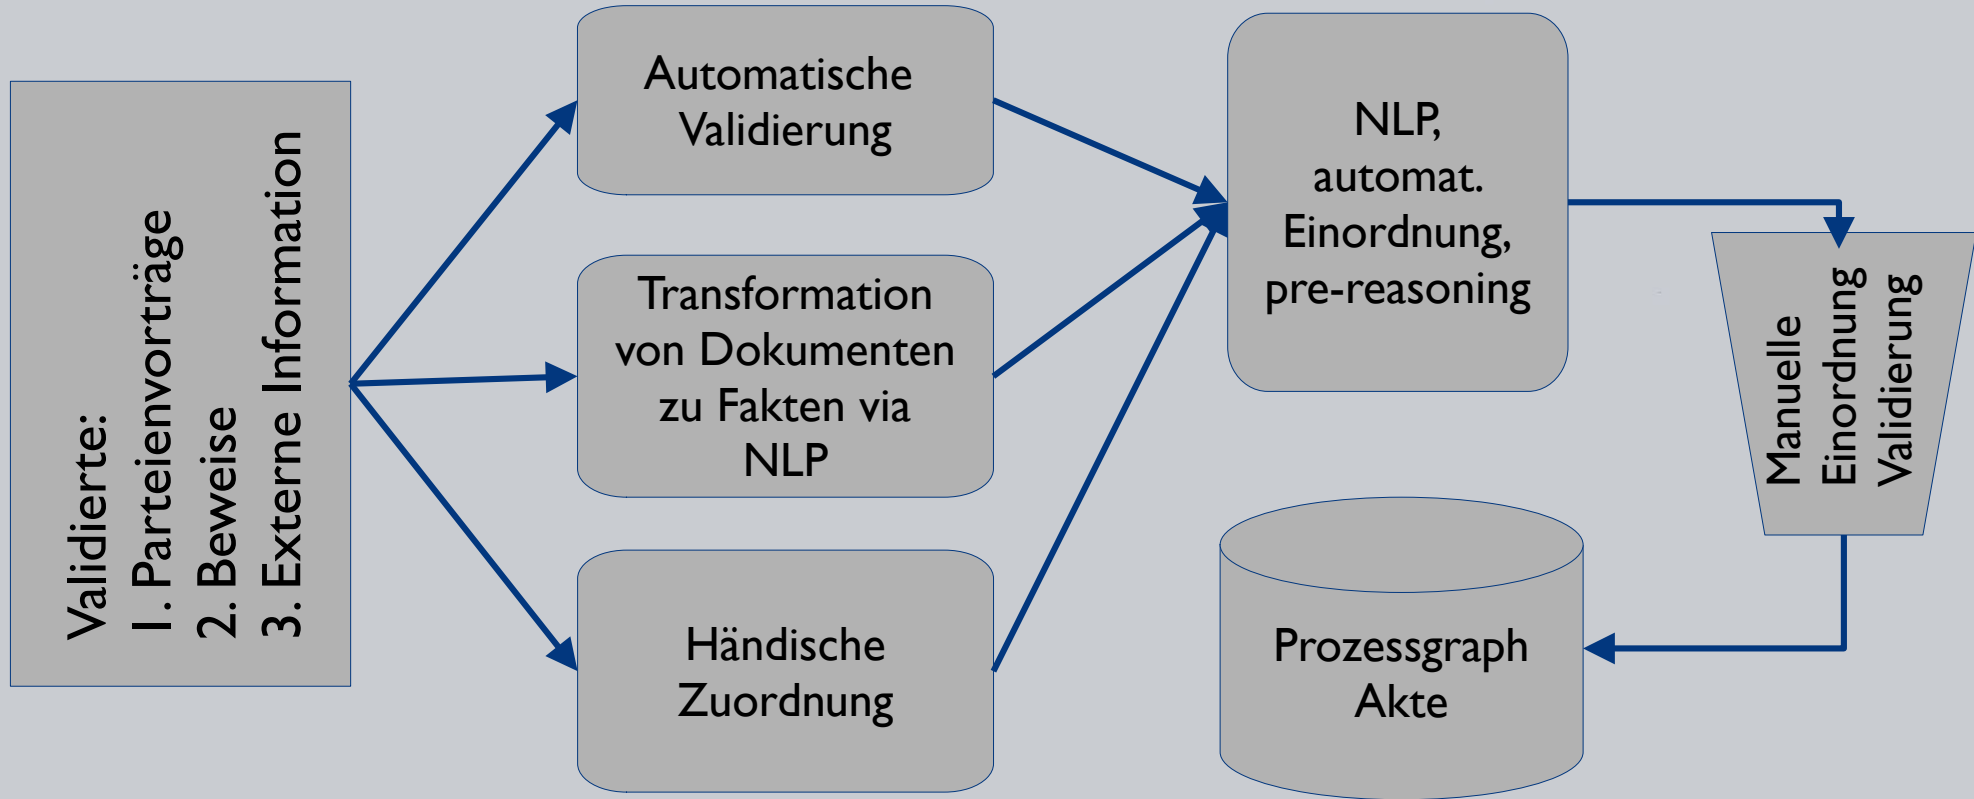 Validierte:
1. Parteienvorträge
2. Beweise
3. Externe Information
Automatische
Validierung
Transformation
von Dokumenten
zu Fakten via
NLP
Händische
Zuordnung
NLP,
automat.
Einordnung,
pre-reasoning
Manuelle
Einordnung
Validierung
Prozessgraph
Akte